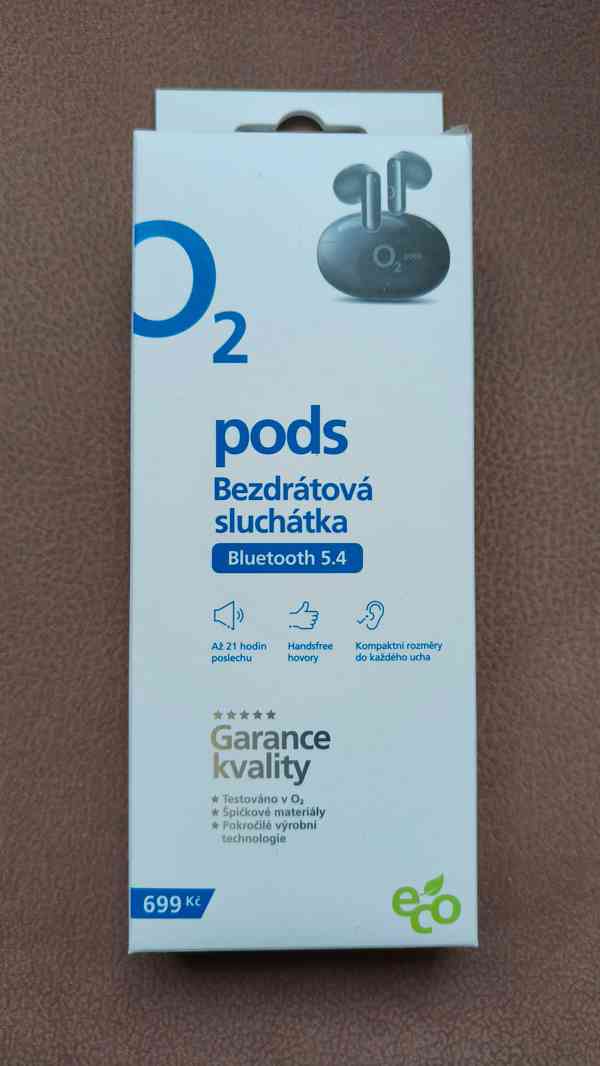 O2
pods
O2
pods
Bezdrátová
sluchátka
Bluetooth 5.4
Až 21 hodin
poslechu
Handsfree
hovory
Kompaktní rozměry
do každého ucha
★★★★★
Garance
kvality
★ Testováno v O₂
★ Špičkové materiály
★ Pokročilé výrobní
technologie
699 Kč
eco